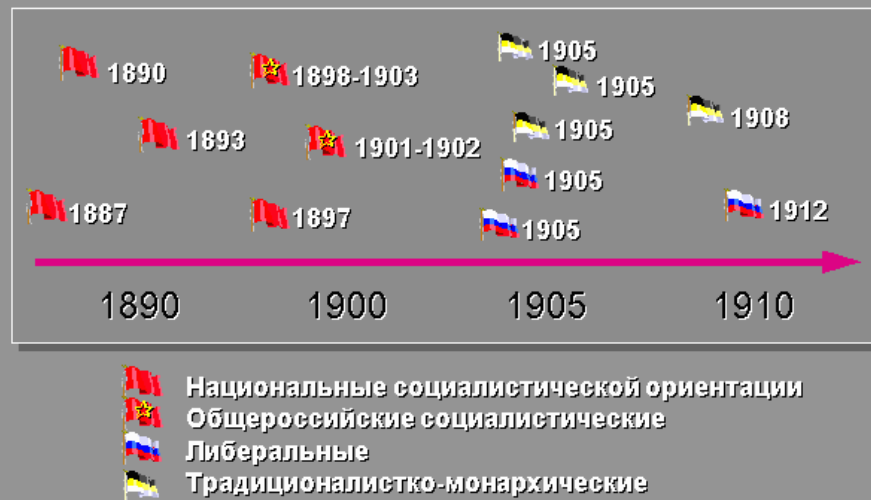 1905
1890 1898-1903 1905
1905 1908
1893 1901-1902
1905
1887 1897 1905 1912
1890 1900 1905 1910
Национальные социалистической ориентации
Общероссийские социалистические
Либеральные
Традиционалистко-монархические